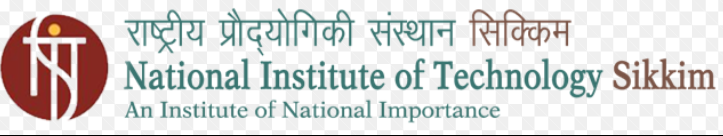 राष्ट्रीय प्रौद्योगिकी संस्थान सिक्किम
National Institute of Technology Sikkim
An Institute of National Importance